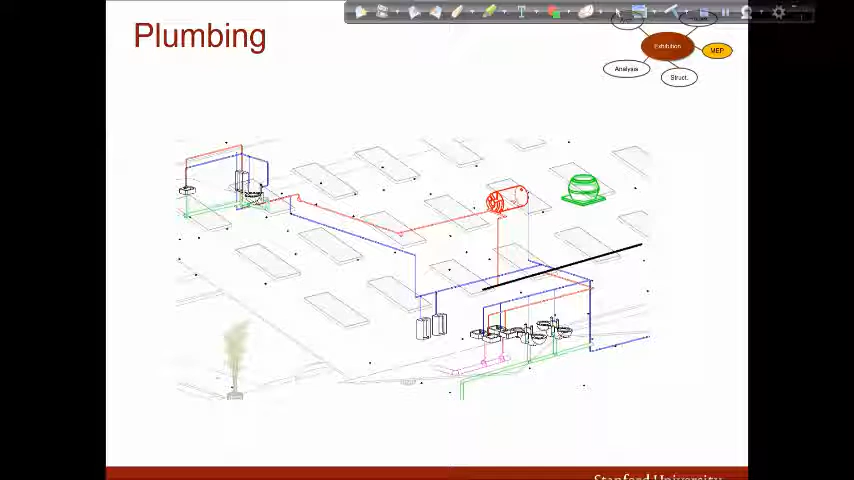 Plumbing
Exhibition
MEP
Analysis
Struct.
Stanford University